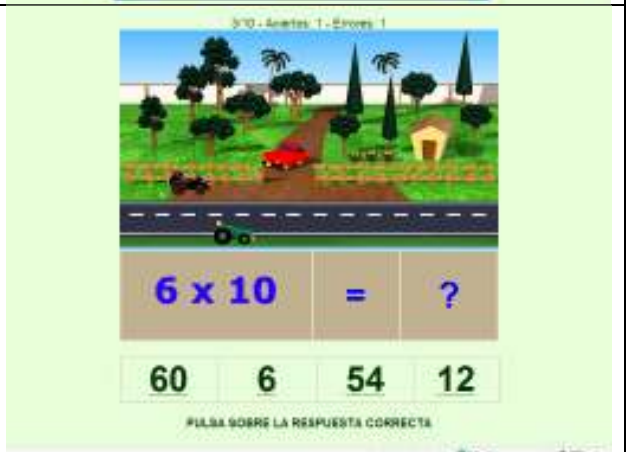 3/10 - Aciertos: 1 - Errores: 1
6 x 10 = ?
60 6 54 12
PULSA SOBRE LA RESPUESTA CORRECTA